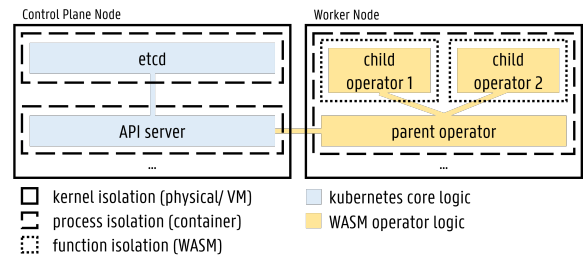 Control Plane Node
Worker Node
etcd
child
operator 1
child
operator 2
API server
parent operator
...
...
kernel isolation (physical/ VM)
process isolation (container)
function isolation (WASM)
kubernetes core logic
WASM operator logic